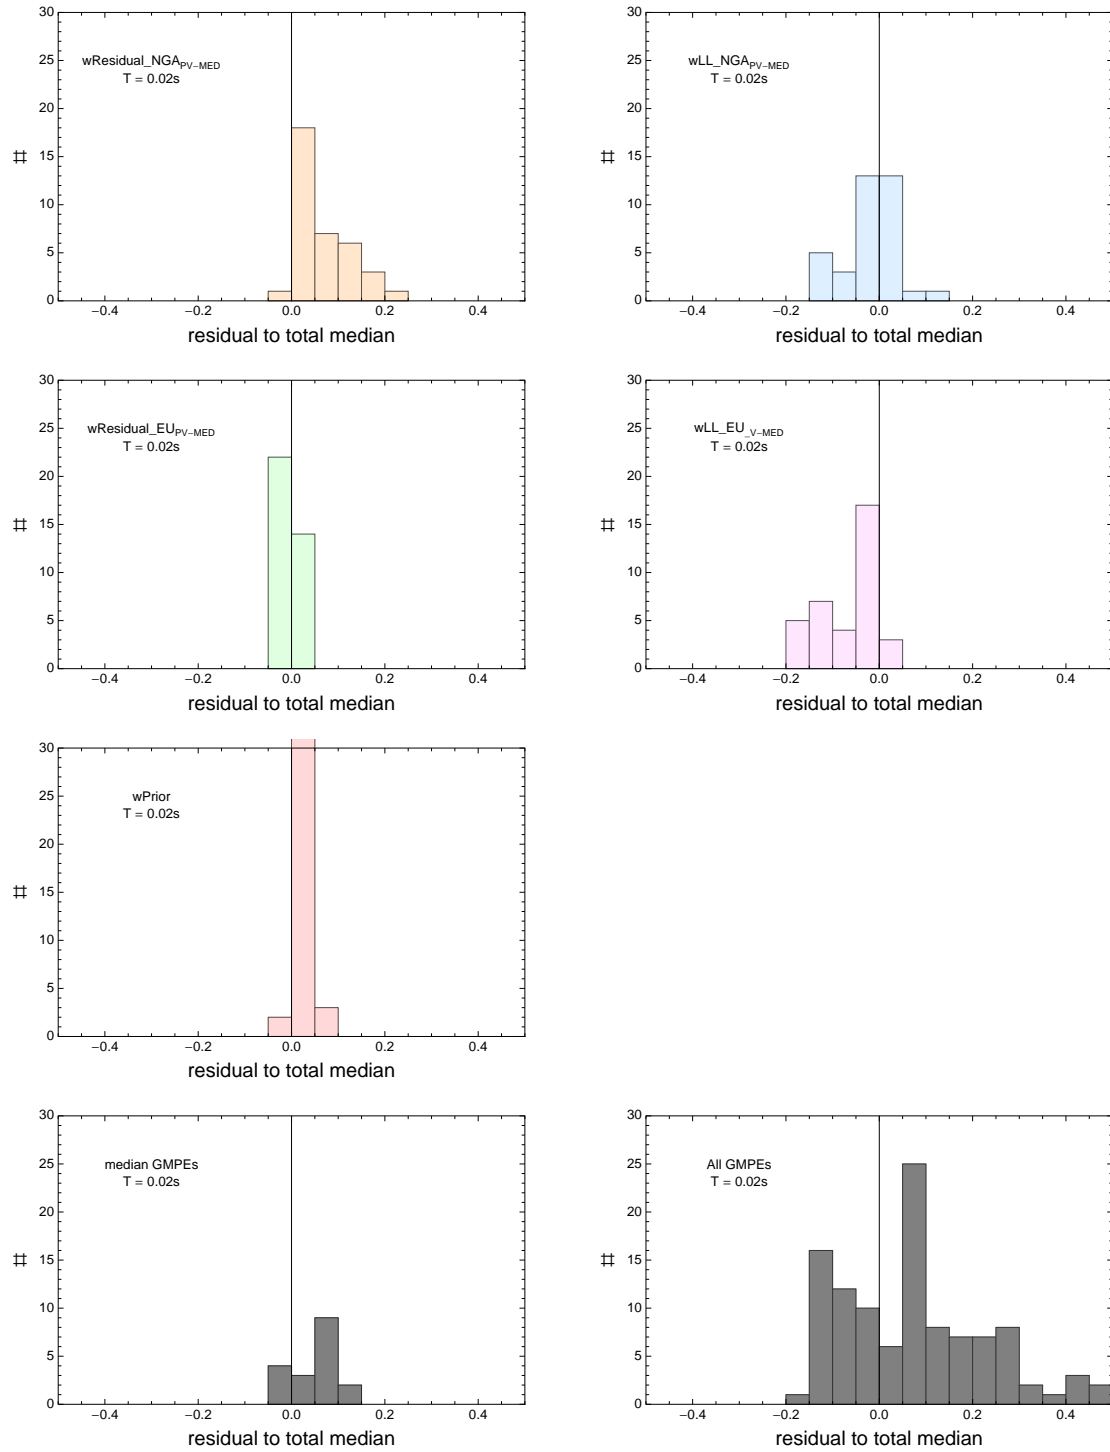 30
25
20
15
10
5
0
#
wResidual_NGA PV−MED
T = 0.02s
−0.4 −0.2 0.0 0.2 0.4
residual to total median
30
25
20
15
10
5
0
#
wLL_NGA PV−MED
T = 0.02s
−0.4 −0.2 0.0 0.2 0.4
residual to total median
30
25
20
15
10
5
0
#
wResidual_EU PV−MED
T = 0.02s
−0.4 −0.2 0.0 0.2 0.4
residual to total median
30
25
20
15
10
5
0
#
wLL_EU _V−MED
T = 0.02s
−0.4 −0.2 0.0 0.2 0.4
residual to total median
30
25
20
15
10
5
0
#
wPrior
T = 0.02s
−0.4 −0.2 0.0 0.2 0.4
residual to total median
30
25
20
15
10
5
0
#
median GMPEs
T = 0.02s
−0.4 −0.2 0.0 0.2 0.4
residual to total median
30
25
20
15
10
5
0
#
All GMPEs
T = 0.02s
−0.4 −0.2 0.0 0.2 0.4
residual to total median